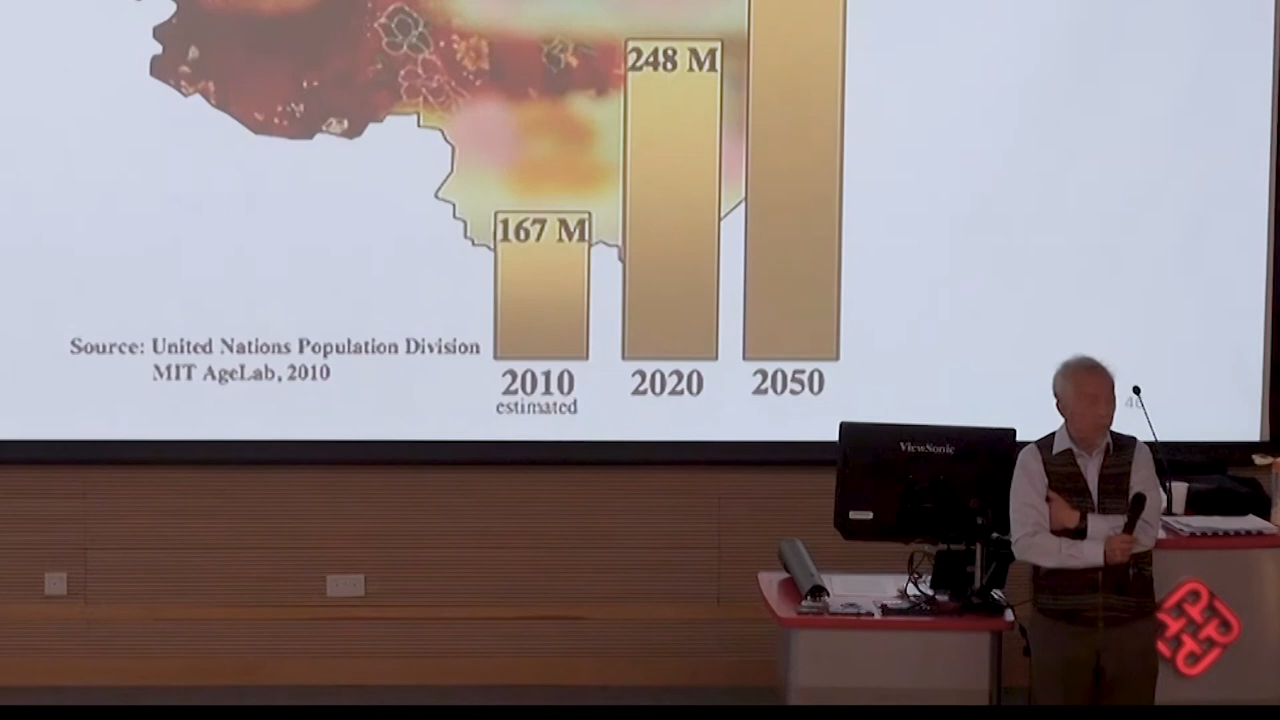 248 M
167 M
Source: United Nations Population Division
MIT AgeLab, 2010
2010
estimated
2020
2050
ViewSonic